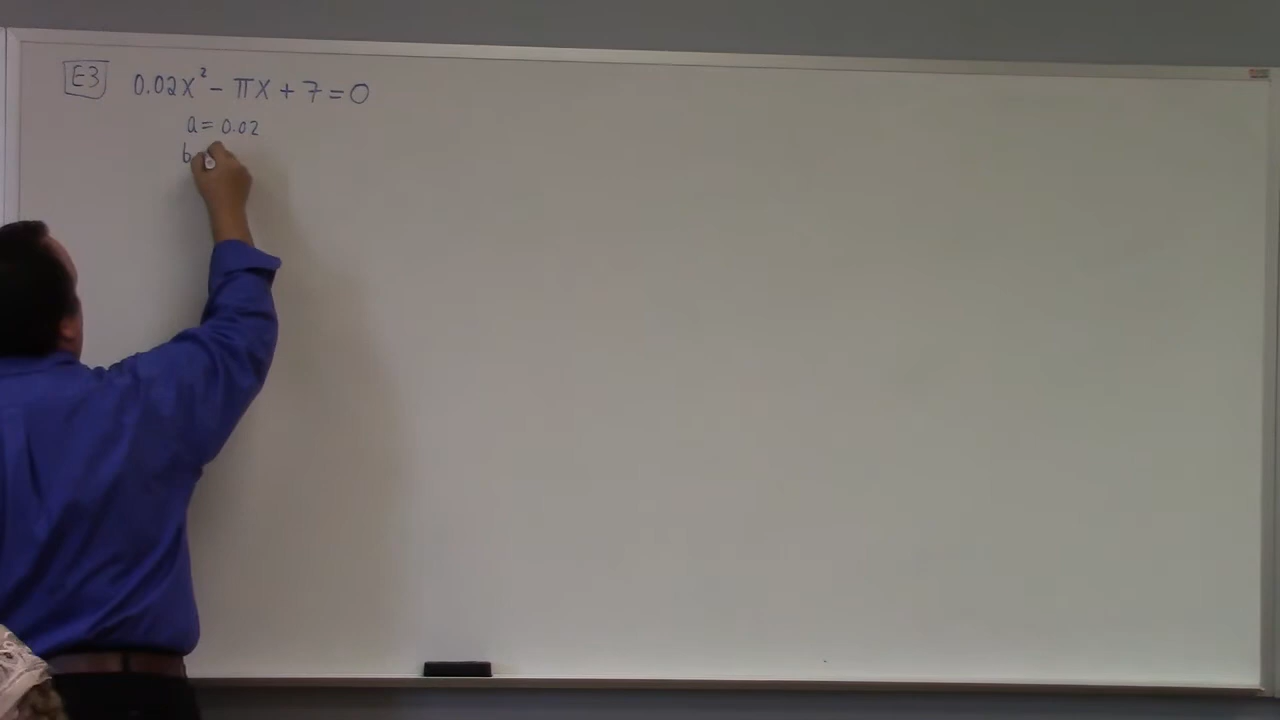 E3 0.02x² - πx + 7 = 0
a = 0.02
b